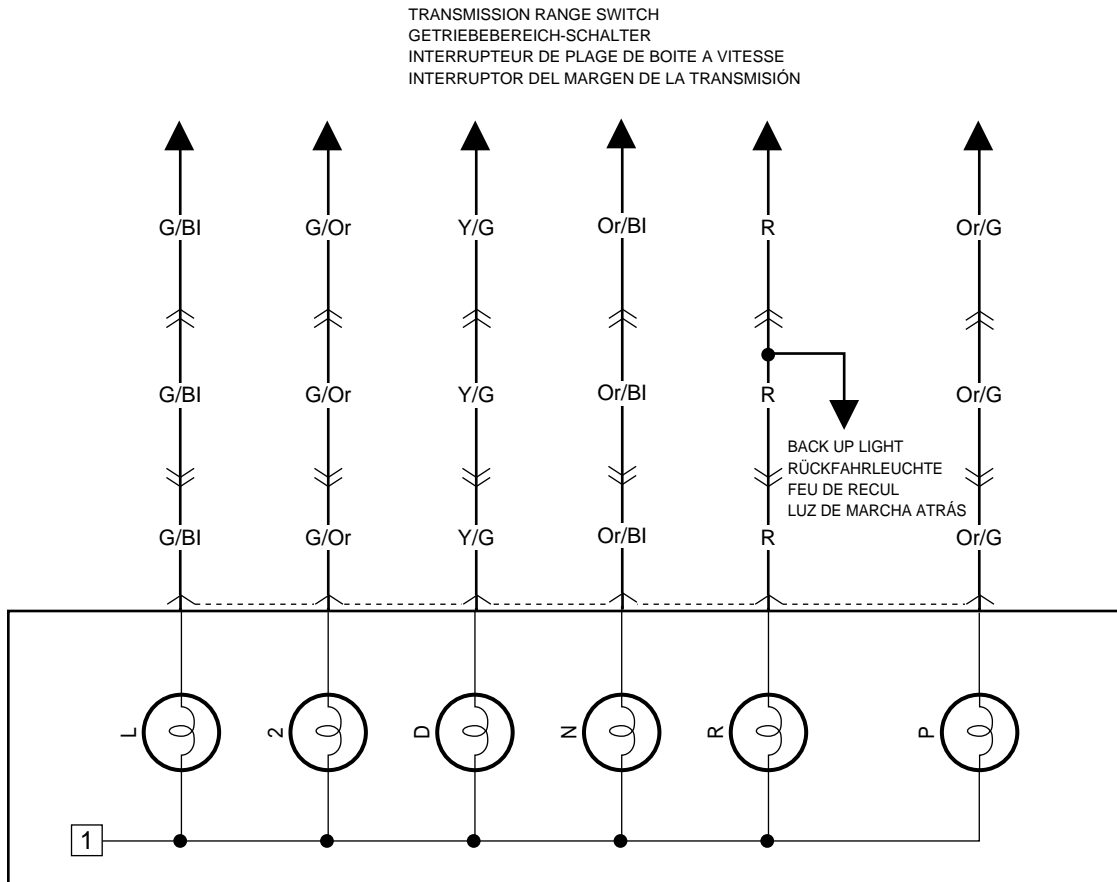 TRANSMISSION RANGE SWITCH
GETRIEBEBEREICH-SCHALTER
INTERRUPTEUR DE PLAGE DE BOITE A VITESSE
INTERRUPTOR DEL MARGEN DE LA TRANSMISIÓN
G/Bl G/Or Y/G Or/Bl R Or/G
G/Bl G/Or Y/G Or/Bl R Or/G
BACK UP LIGHT
RÜCKFAHRLEUCHTE
FEU DE RECUL
LUZ DE MARCHA ATRÁS
G/Bl G/Or Y/G Or/Bl R Or/G
L 2 D N R P
1